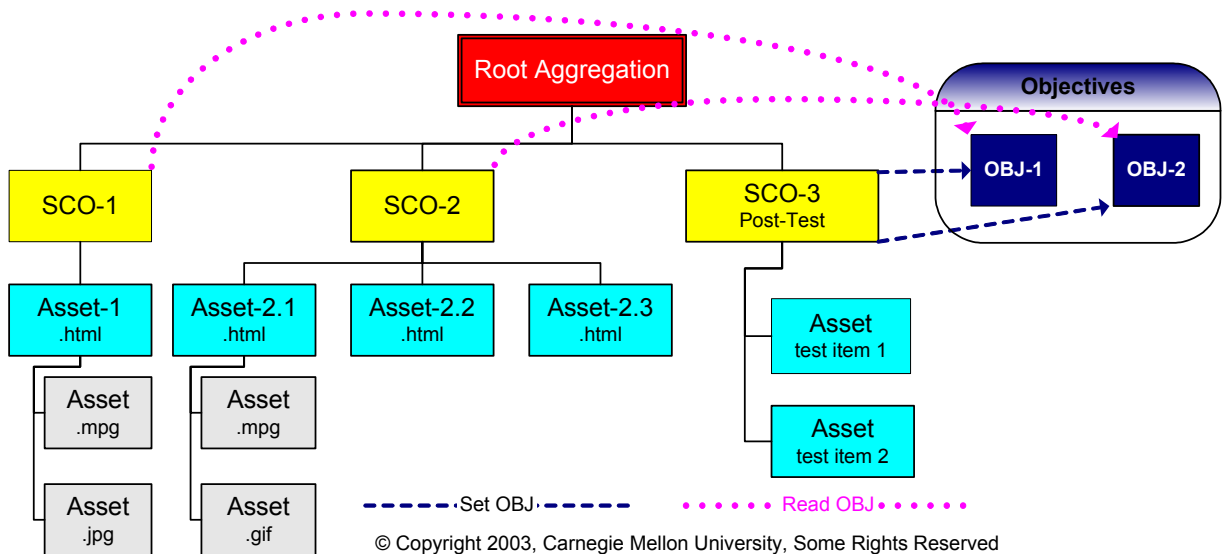 Root Aggregation
Objectives
OBJ-1
OBJ-2
SCO-1
SCO-2
SCO-3
Post-Test
Asset-1
.html
Asset-2.1
.html
Asset-2.2
.html
Asset-2.3
.html
Asset
test item 1
Asset
.mpg
Asset
.mpg
Asset
test item 2
Asset
.jpg
Asset
.gif
Set OBJ
Read OBJ
© Copyright 2003, Carnegie Mellon University, Some Rights Reserved